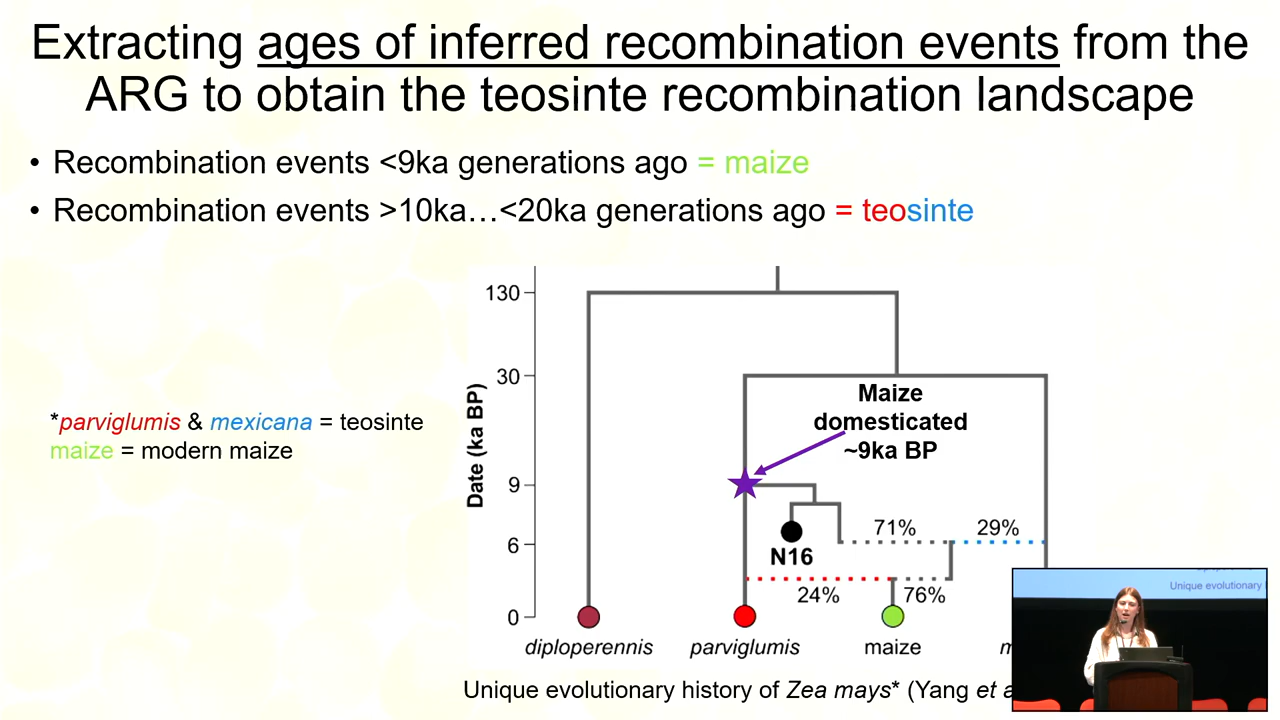 Extracting ages of inferred recombination events from the
ARG to obtain the teosinte recombination landscape
• Recombination events <9ka generations ago = maize
• Recombination events >10ka…<20ka generations ago = teosinte
*parviglumis & mexicana = teosinte
maize = modern maize
Date (ka BP)
130
30
9
6
0
Maize
domesticated
~9ka BP
N16
71%
29%
24%
76%
diploperennis
parviglumis
maize
Unique evolutionary history of Zea mays* (Yang et
Unique evolutionary